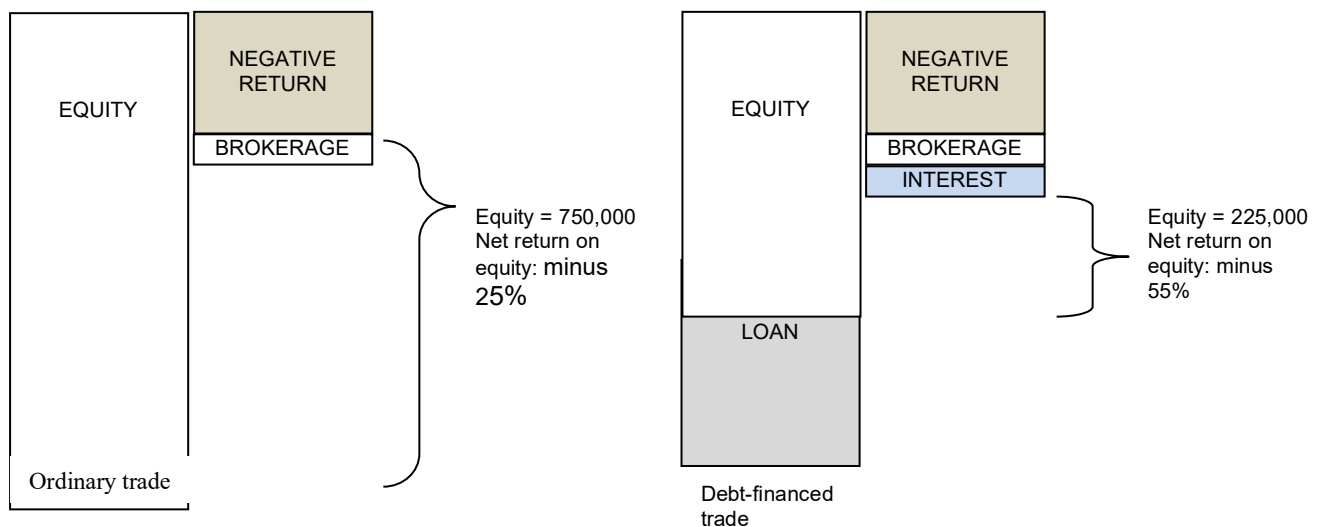 EQUITY
NEGATIVE
RETURN
BROKERAGE
Equity = 750,000
Net return on
equity: minus
25%
Ordinary trade
EQUITY
NEGATIVE
RETURN
BROKERAGE
INTEREST
Equity = 225,000
Net return on
equity: minus
55%
LOAN
Debt-financed
trade